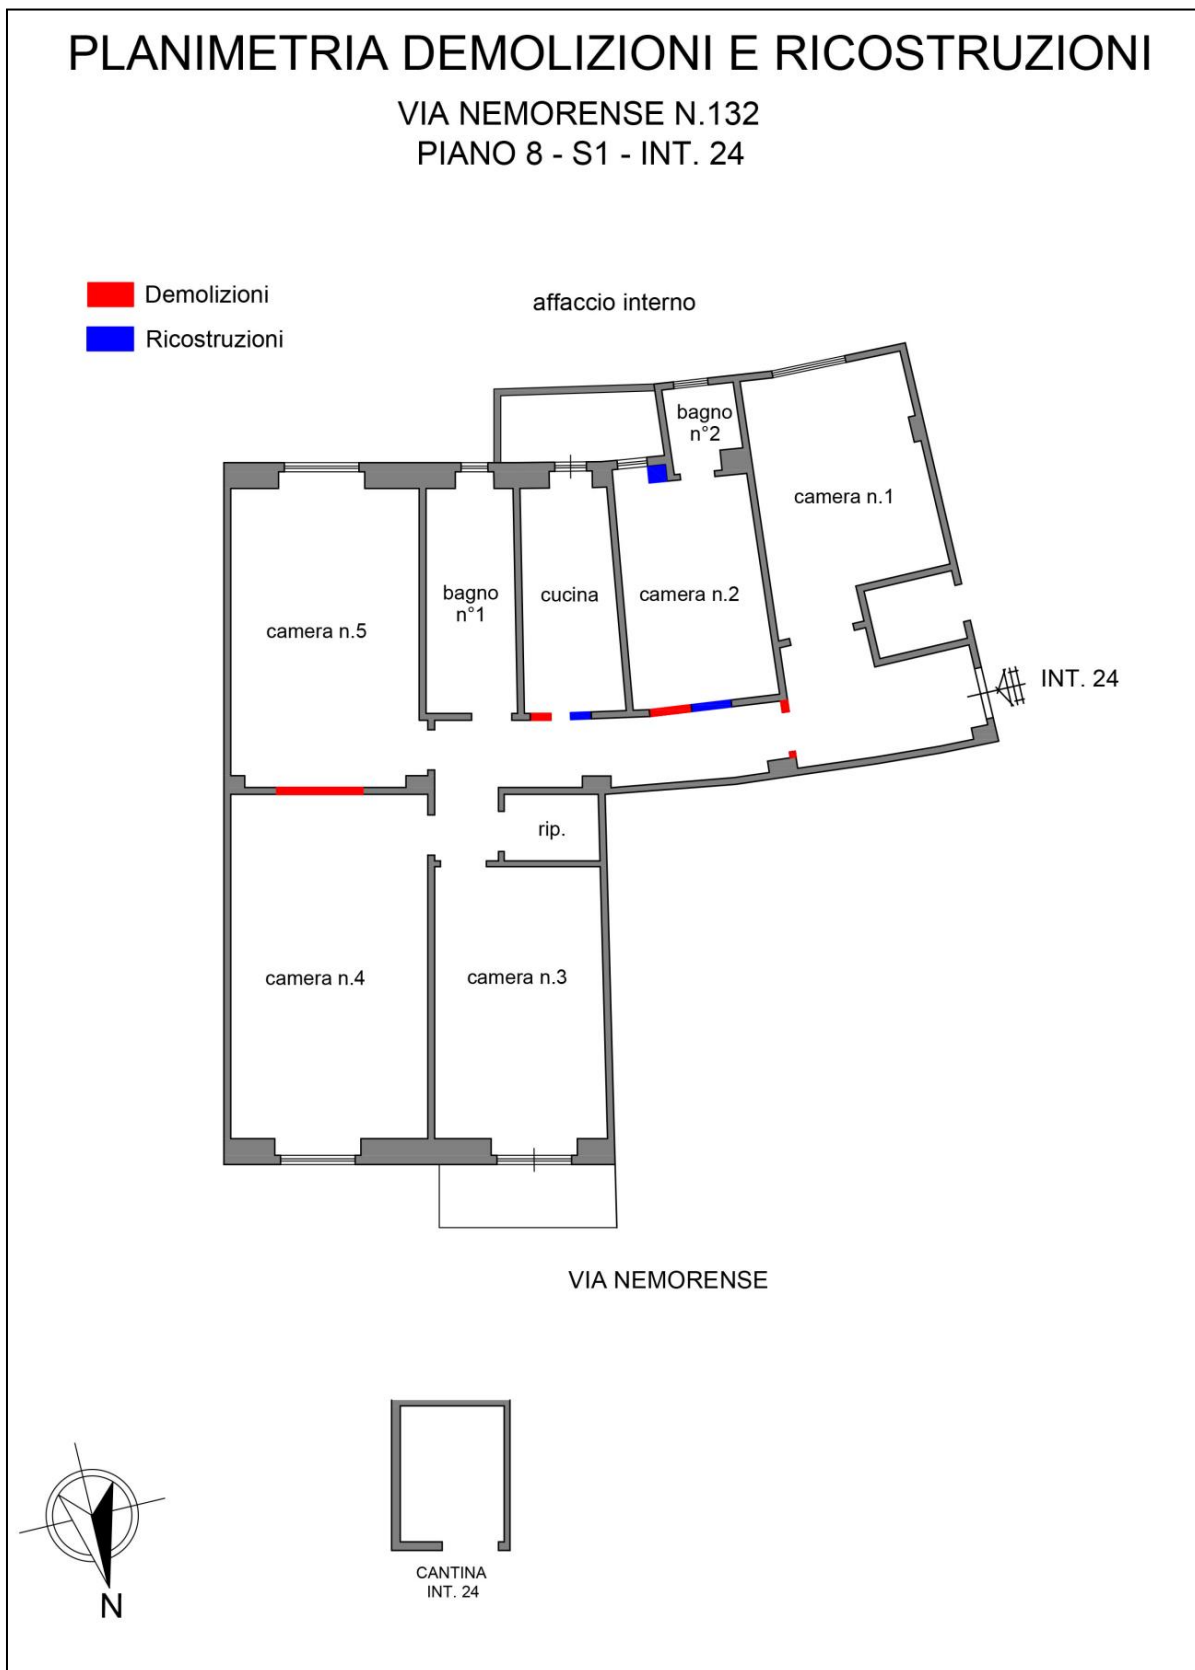 PLANIMETRIA DEMOLIZIONI E RICOSTRUZIONI
VIA NEMORENSE N.132
PIANO 8 - S1 - INT. 24
Demolizioni
Ricostruzioni
affaccio interno
bagno
n°2
camera n.1
bagno
n°1
cucina
camera n.2
camera n.5
INT. 24
rip.
camera n.4
camera n.3
VIA NEMORENSE
CANTINA
INT. 24
N